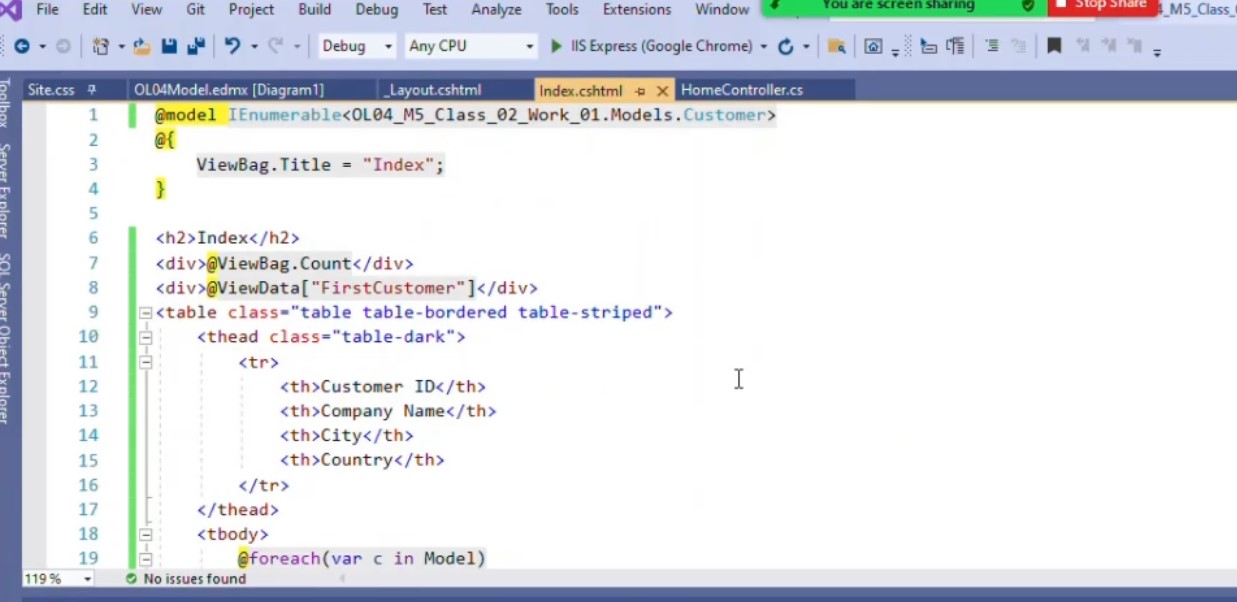 File Edit View Git Project Build Debug Test Analyze Tools Extensions Window
You are screen sharing
Stop Share
_M5_Class_
Debug Any CPU IIS Express (Google Chrome)
Site.css OL04Model.edmx [Diagram1] _Layout.cshtml Index.cshtml HomeController.cs
Toolbox
Server Explorer
SQL Server Object Explorer
1 @model IEnumerable<OL04_M5_Class_02_Work_01.Models.Customer>
2 @{
3 ViewBag.Title = "Index";
4 }
5
6 <h2>Index</h2>
7 <div>@ViewBag.Count</div>
8 <div>@ViewData["FirstCustomer"]</div>
9 <table class="table table-bordered table-striped">
10 <thead class="table-dark">
11 <tr>
12 <th>Customer ID</th>
13 <th>Company Name</th>
14 <th>City</th>
15 <th>Country</th>
16 </tr>
17 </thead>
18 <tbody>
19 @foreach(var c in Model)
119 % No issues found